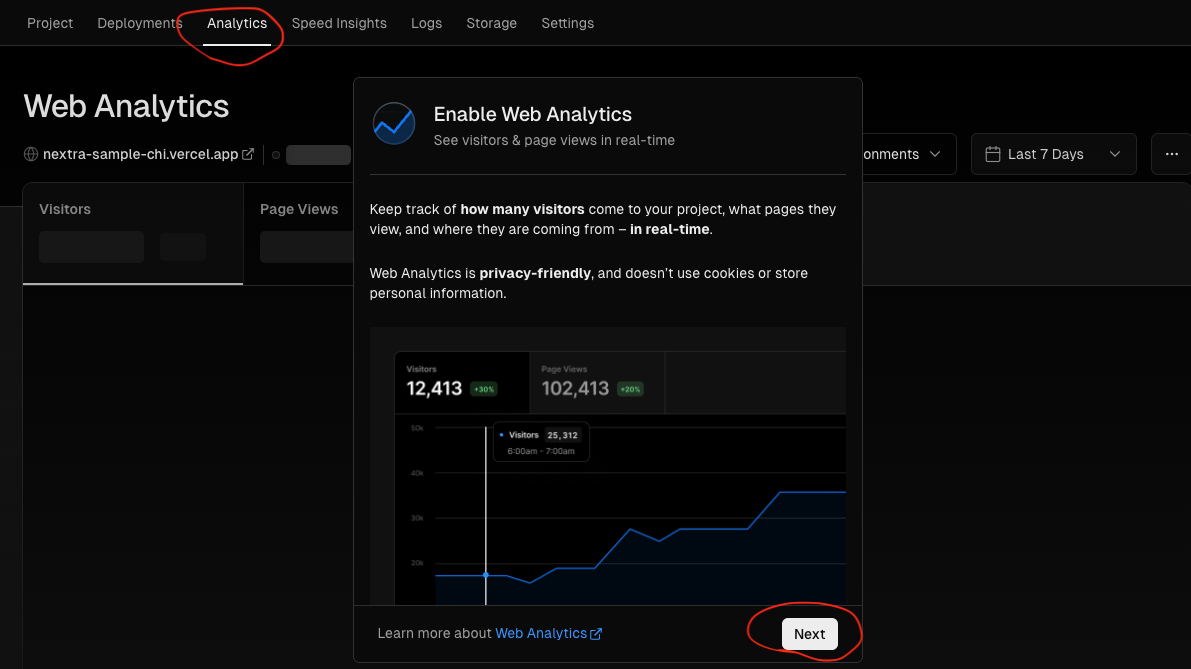 Project Deployments Analytics Speed Insights Logs Storage Settings
Web Analytics
nextra-sample-chi.vercel.app
onments Last 7 Days
Visitors
Page Views
Enable Web Analytics
See visitors & page views in real-time
Keep track of how many visitors come to your project, what pages they
view, and where they are coming from – in real-time.
Web Analytics is privacy-friendly, and doesn't use cookies or store
personal information.
Visitors Page Views
12,413 +30% 102,413 +20%
50k
Visitors 25,312
6:00am - 7:00am
40k
30k
20k
Learn more about Web Analytics
Next